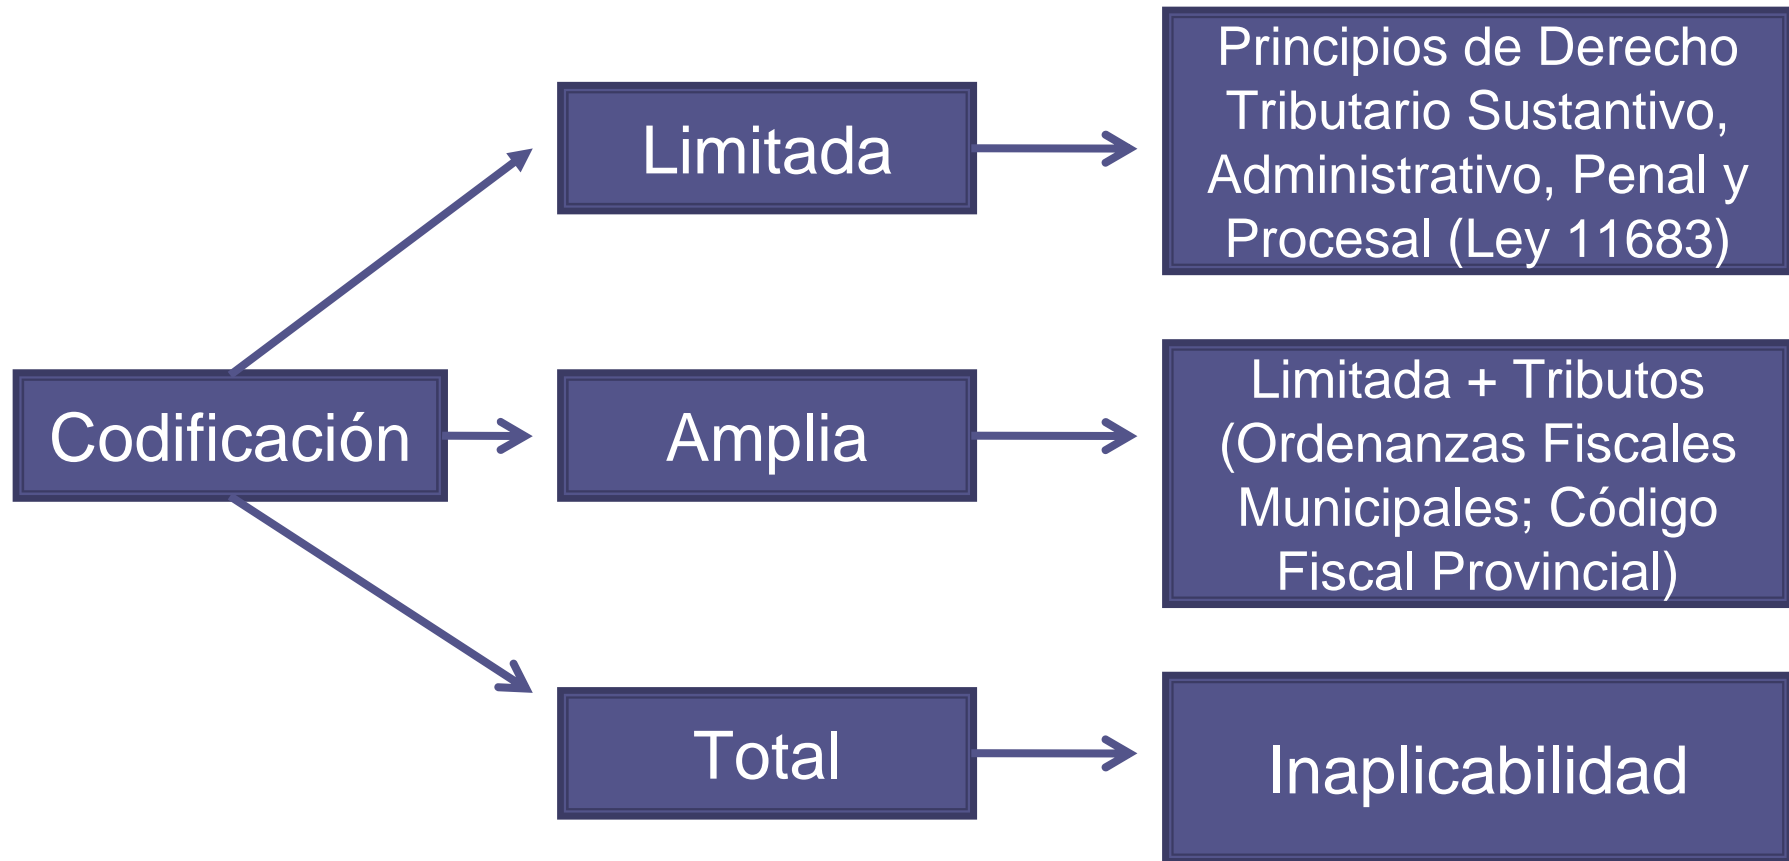 Codificación
Limitada
Principios de Derecho
Tributario Sustantivo,
Administrativo, Penal y
Procesal (Ley 11683)
Amplia
Limitada + Tributos
(Ordenanzas Fiscales
Municipales; Código
Fiscal Provincial)
Total
Inaplicabilidad